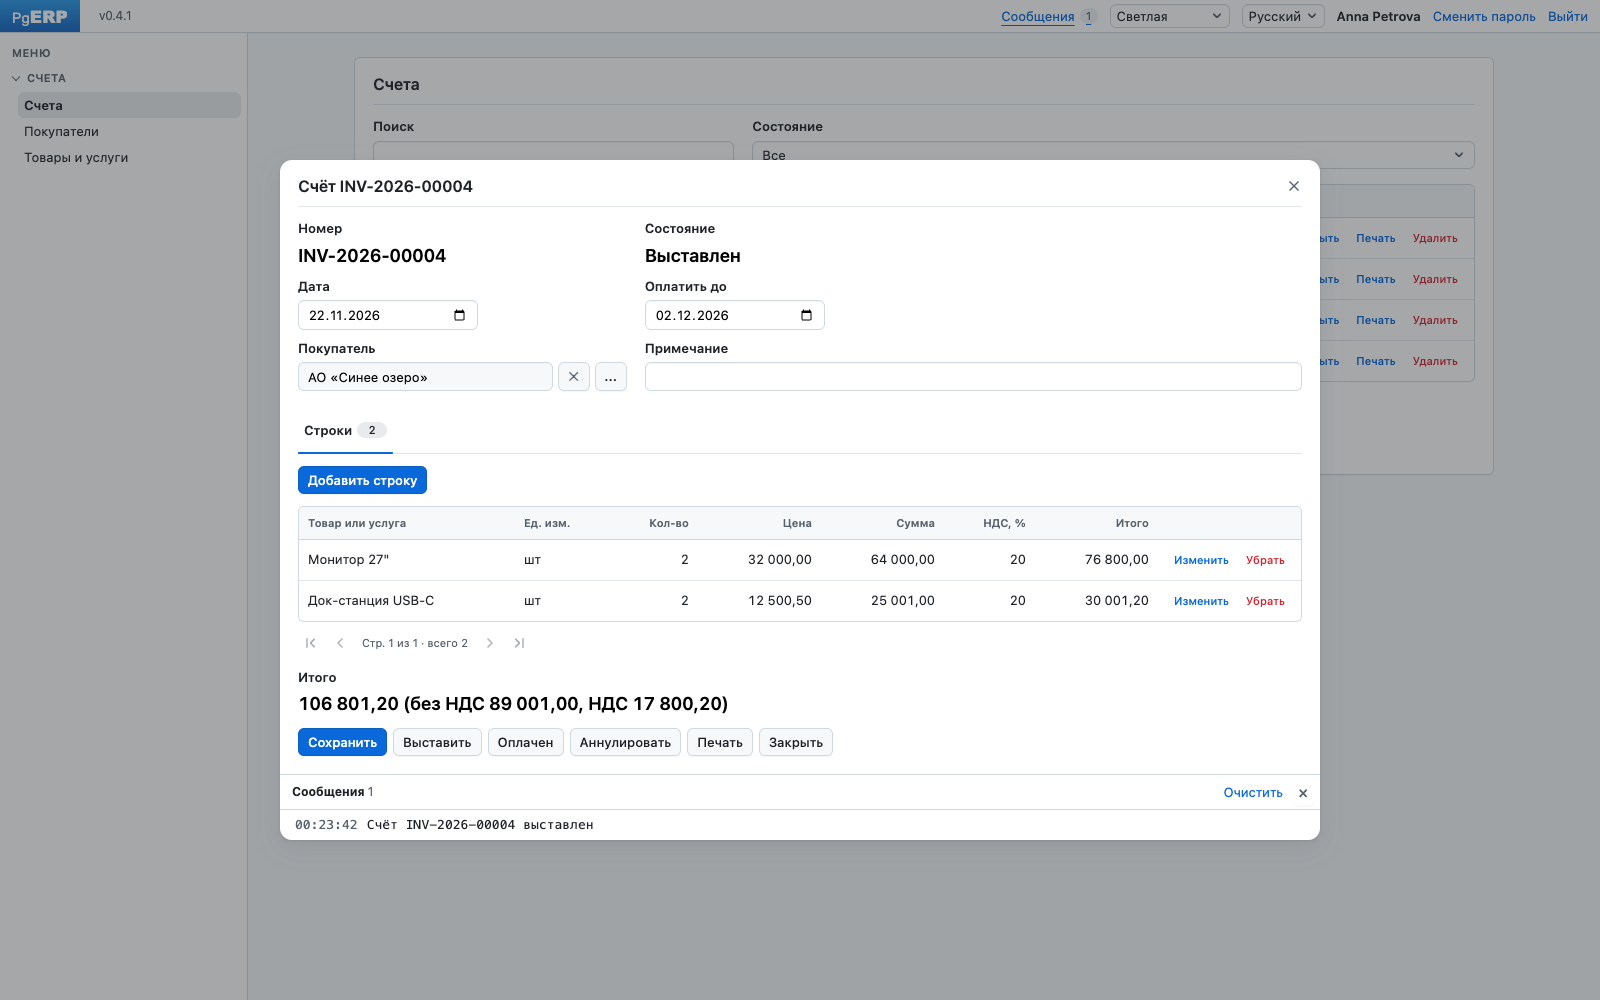 PgERP v0.4.1 Сообщения 1 Светлая Русский Anna Petrova Сменить пароль Выйти
МЕНЮ
СЧЕТА
Счета
Покупатели
Товары и услуги
Счета
Поиск Состояние
Все
Печать Удалить
Печать Удалить
Печать Удалить
Печать Удалить
Счёт INV-2026-00004
Номер Состояние
INV-2026-00004 Выставлен
Дата Оплатить до
22.11.2026 02.12.2026
Покупатель Примечание
АО «Синее озеро» ...
Строки 2
Добавить строку
Товар или услуга Ед. изм. Кол-во Цена Сумма НДС, % Итого
Монитор 27" шт 2 32 000,00 64 000,00 20 76 800,00 Изменить Убрать
Док-станция USB-C шт 2 12 500,50 25 001,00 20 30 001,20 Изменить Убрать
Стр. 1 из 1 · всего 2
Итого
106 801,20 (без НДС 89 001,00, НДС 17 800,20)
Сохранить Выставить Оплачен Аннулировать Печать Закрыть
Сообщения 1 Очистить
00:23:42 Счёт INV-2026-00004 выставлен